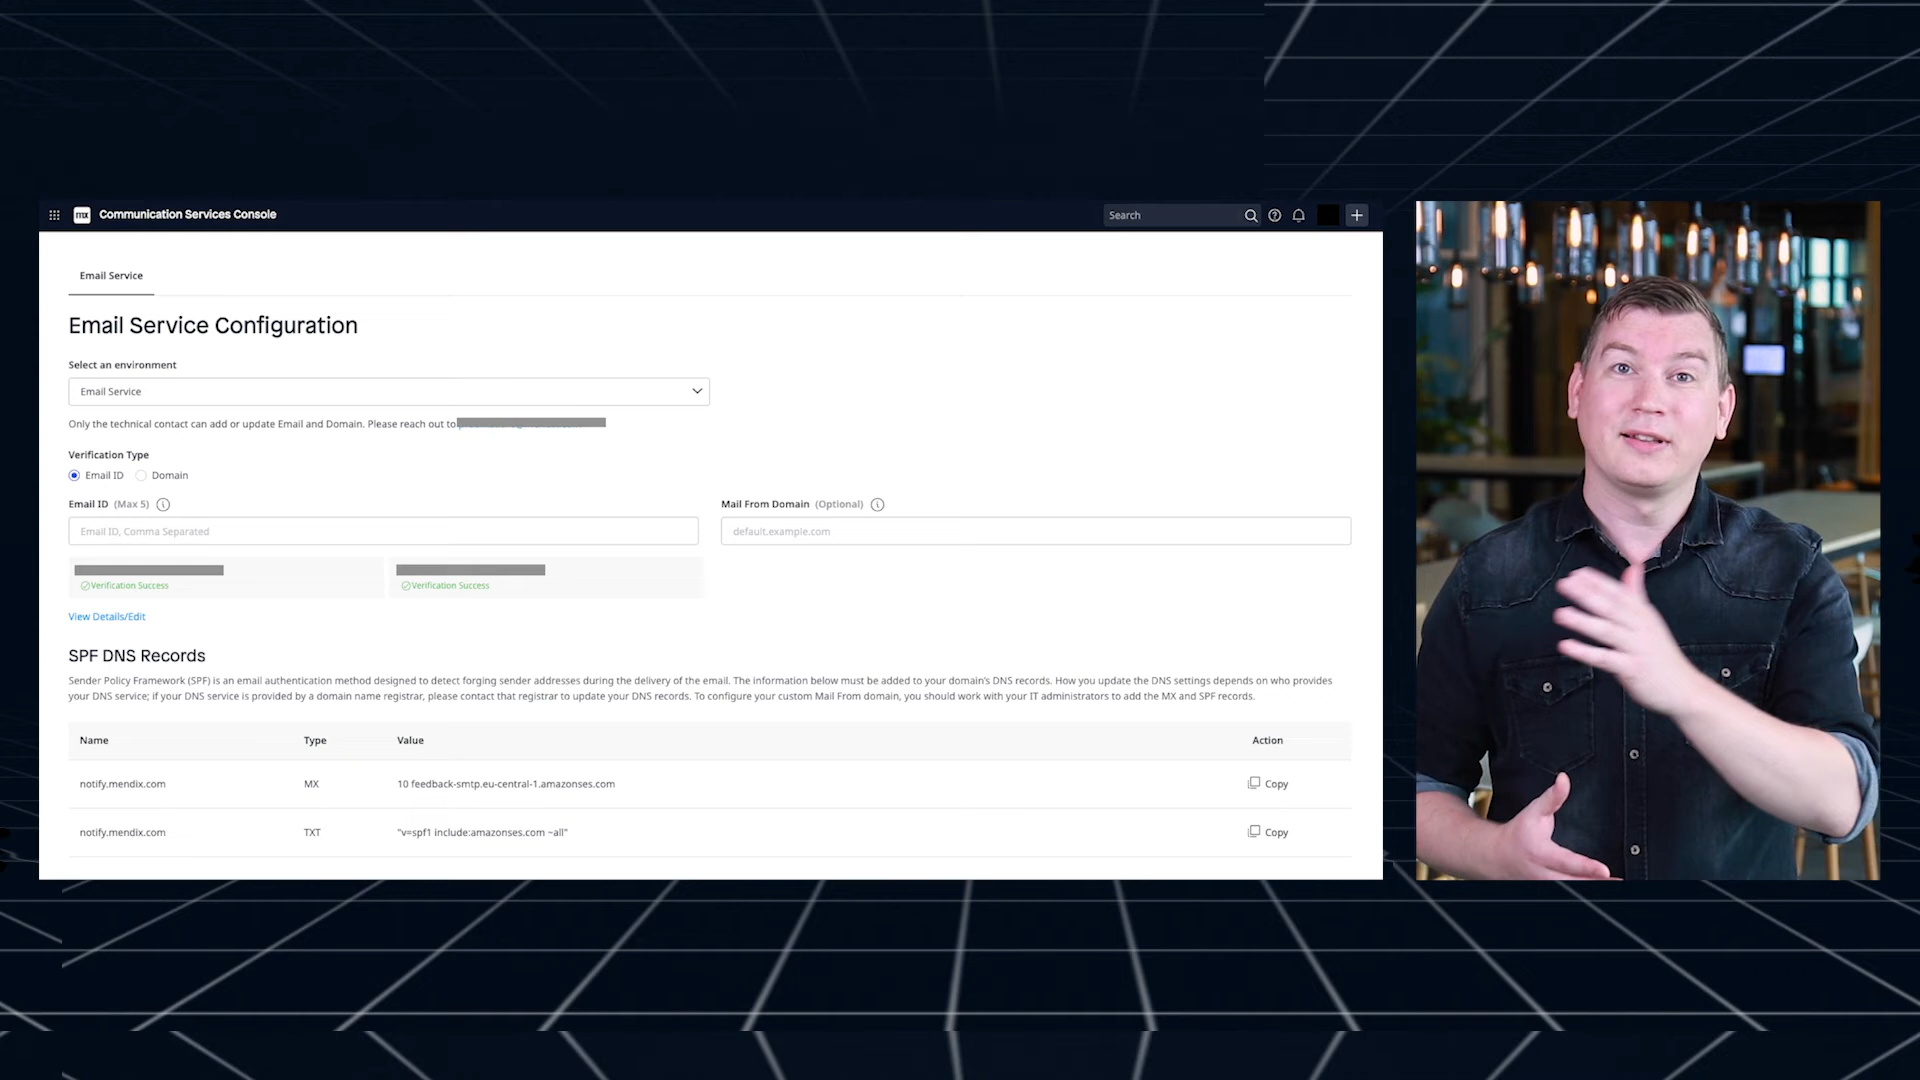 mx Communication Services Console
Search
Email Service
Email Service Configuration
Select an environment
Email Service
Only the technical contact can add or update Email and Domain. Please reach out to
Verification Type
Email ID Domain
Email ID (Max 5)
Mail From Domain (Optional)
Email ID, Comma Separated
default.example.com
Verification Success
Verification Success
View Details/Edit
SPF DNS Records
Sender Policy Framework (SPF) is an email authentication method designed to detect forging sender addresses during the delivery of the email. The information below must be added to your domain's DNS records. How you update the DNS settings depends on who provides
your DNS service; if your DNS service is provided by a domain name registrar, please contact that registrar to update your DNS records. To configure your custom Mail From domain, you should work with your IT administrators to add the MX and SPF records.
Name Type Value Action
notify.mendix.com MX 10 feedback-smtp.eu-central-1.amazonses.com Copy
notify.mendix.com TXT "v=spf1 include:amazonses.com ~all" Copy